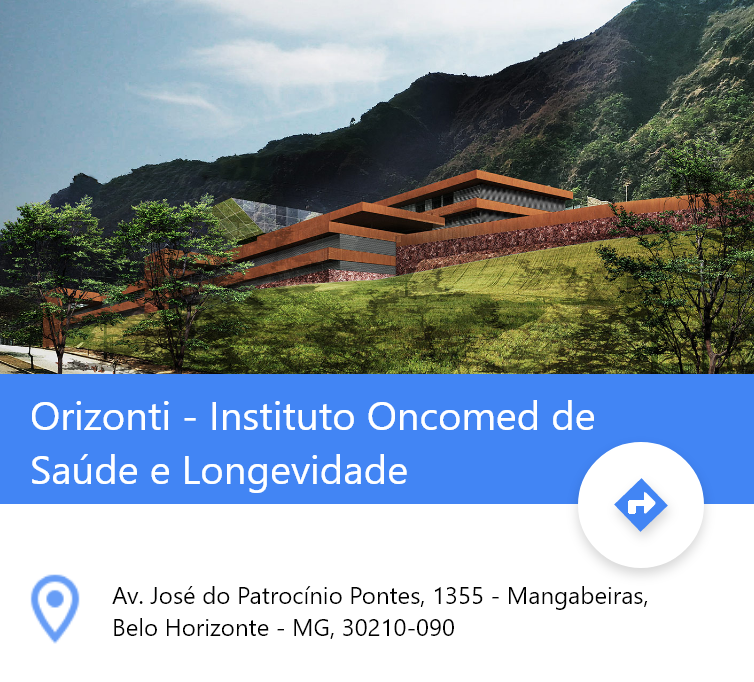 Orizonti - Instituto Oncomed de
Saúde e Longevidade
Av. José do Patrocínio Pontes, 1355 - Mangabeiras,
Belo Horizonte - MG, 30210-090